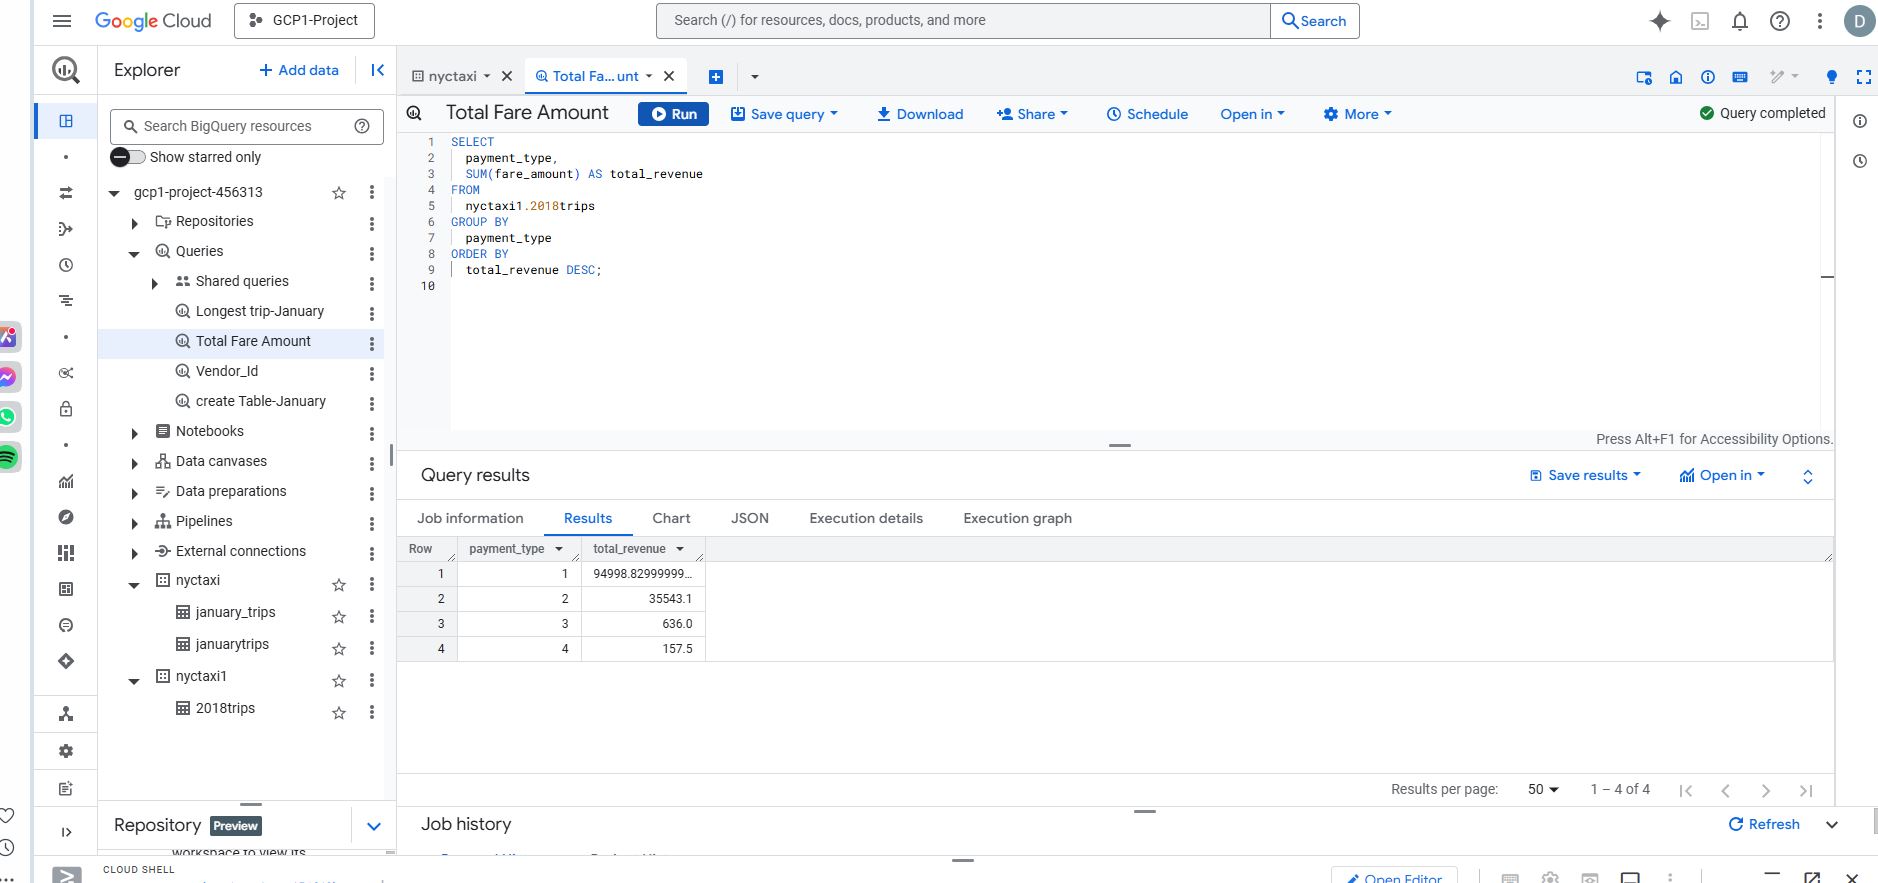 Google Cloud
GCP1-Project
Search (/) for resources, docs, products, and more
Search
D
Explorer
+ Add data
nyctaxi
Total Fa... unt
Search BigQuery resources
Show starred only
gcp1-project-456313
Repositories
Queries
Shared queries
Longest trip-January
Total Fare Amount
Vendor_Id
create Table-January
Notebooks
Data canvases
Data preparations
Pipelines
External connections
nyctaxi
january_trips
januarytrips
nyctaxi1
2018trips
Repository Preview
workspace to view its
Total Fare Amount
Run
Save query
Download
Share
Schedule
Open in
More
Query completed
1 SELECT
2 payment_type,
3 SUM(fare_amount) AS total_revenue
4 FROM
5 nyctaxi1.2018trips
6 GROUP BY
7 payment_type
8 ORDER BY
9 total_revenue DESC;
10
Press Alt+F1 for Accessibility Options.
Query results
Save results
Open in
Job information Results Chart JSON Execution details Execution graph
Row payment_type total_revenue
1 1 94998.82999999...
2 2 35543.1
3 3 636.0
4 4 157.5
Results per page: 50 1 – 4 of 4
Job history
Refresh
CLOUD SHELL
Open Editor